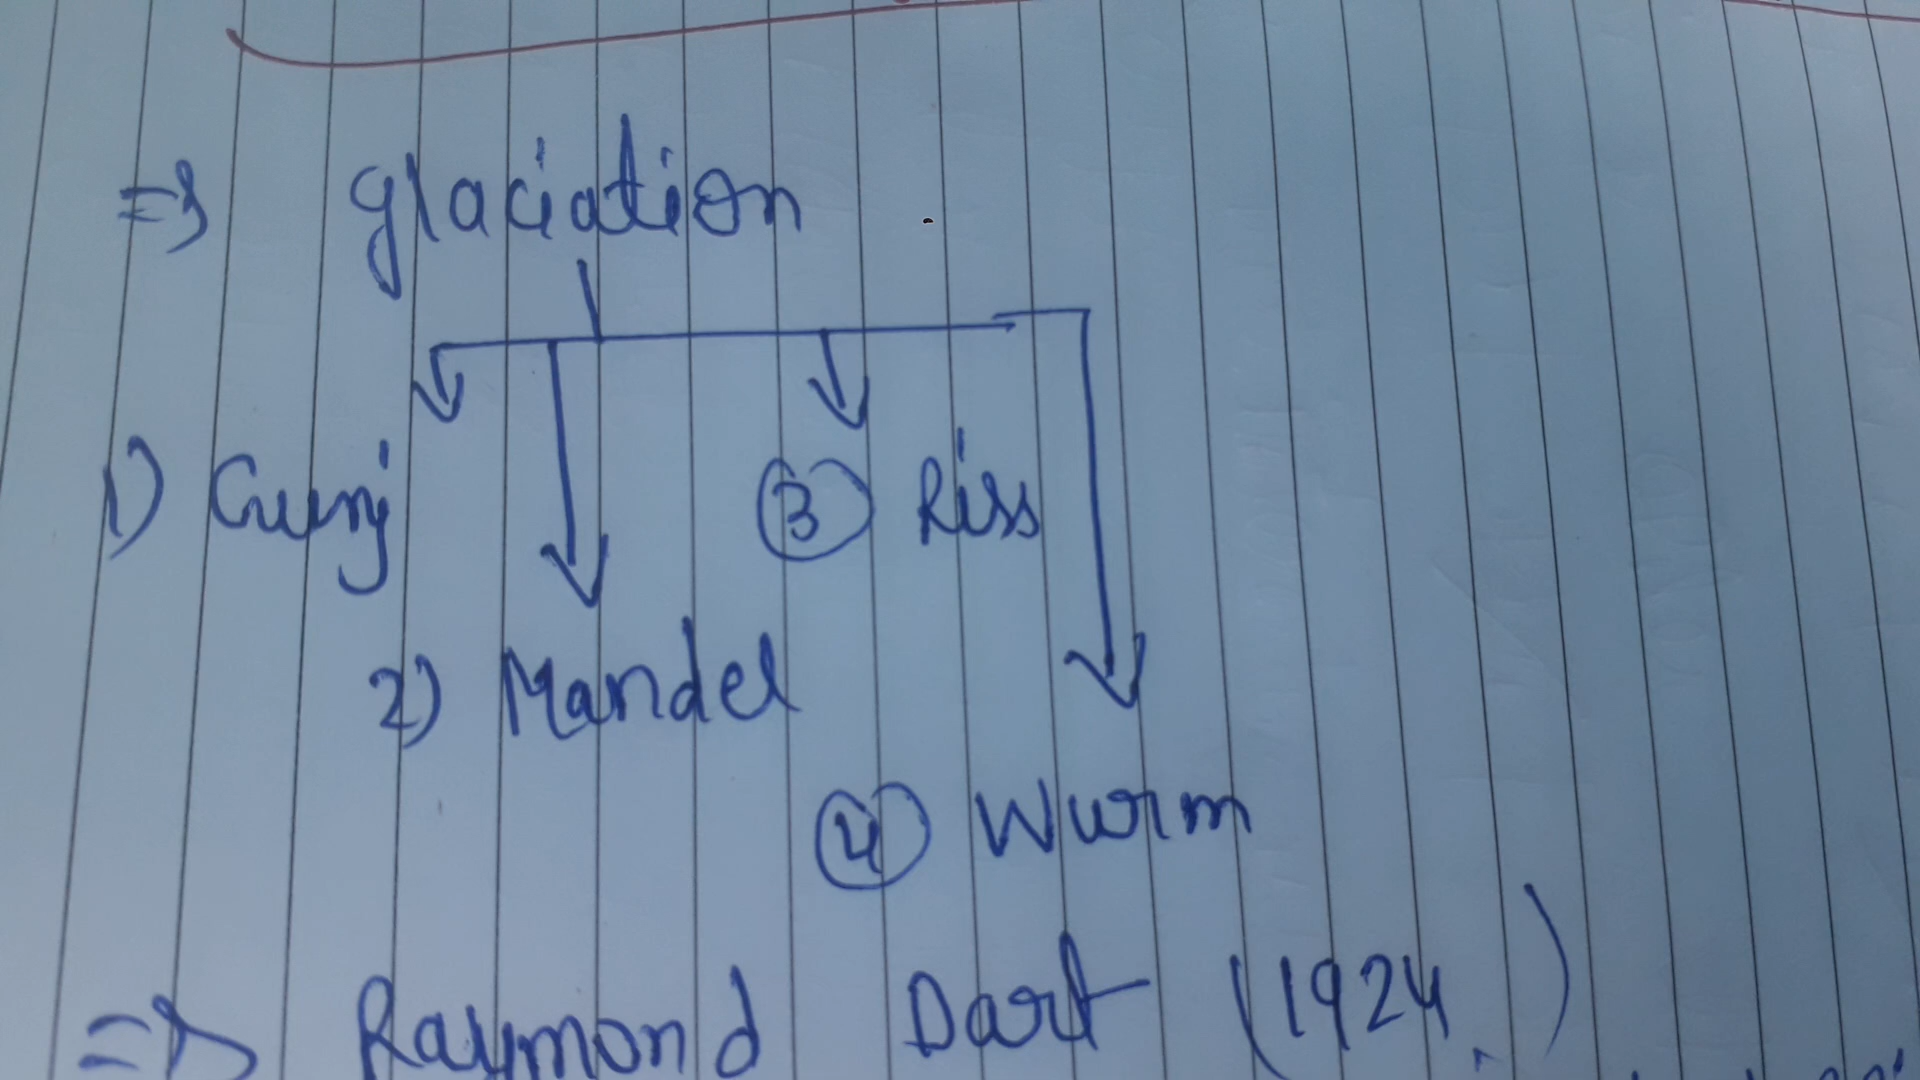 => glaciation
1) Gunj
③ Riss
2) Mandel
④ Wurm
=> Raymond Dart (1924)